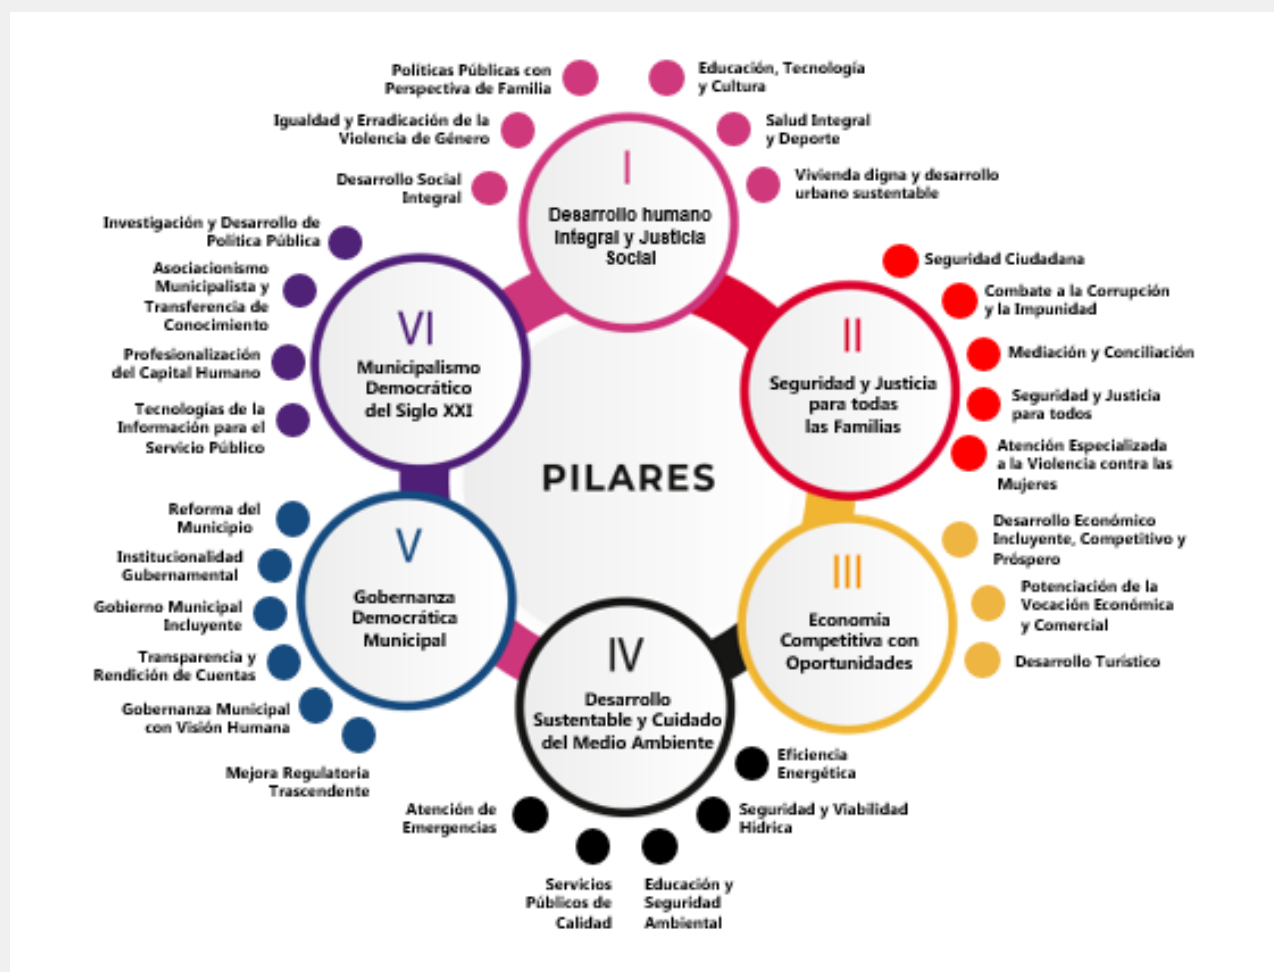 Políticas Públicas con
Perspectiva de Familia
Educación, Tecnología
y Cultura
Igualdad y Erradicación de la
Violencia de Género
Salud Integral
y Deporte
Desarrollo Social
Integral
Vivienda digna y desarrollo
urbano sustentable
I
Desarrollo humano
Integral y Justicia
Social
Seguridad Ciudadana
Combate a la Corrupción
y la Impunidad
Mediación y Conciliación
Seguridad y Justicia
para todos
Atención Especializada
a la Violencia contra las
Mujeres
II
Seguridad y Justicia
para todas
las Familias
Investigación y Desarrollo de
Política Pública
Asociacionismo
Municipalista y
Transferencia de
Conocimiento
Profesionalización
del Capital Humano
Tecnologías de la
Información para el
Servicio Público
VI
Municipalismo
Democrático
del Siglo XXI
PILARES
Desarrollo Económico
Incluyente, Competitivo y
Próspero
Potenciación de la
Vocación Económica
y Comercial
Desarrollo Turístico
III
Economía
Competitiva con
Oportunidades
Reforma del
Municipio
Institucionalidad
Gubernamental
Gobierno Municipal
Incluyente
Transparencia y
Rendición de Cuentas
Gobernanza Municipal
con Visión Humana
Mejora Regulatoria
Trascendente
V
Gobernanza
Democrática
Municipal
IV
Desarrollo
Sustentable y Cuidado
del Medio Ambiente
Eficiencia
Energética
Seguridad y Viabilidad
Hídrica
Atención de
Emergencias
Servicios
Públicos de
Calidad
Educación y
Seguridad
Ambiental